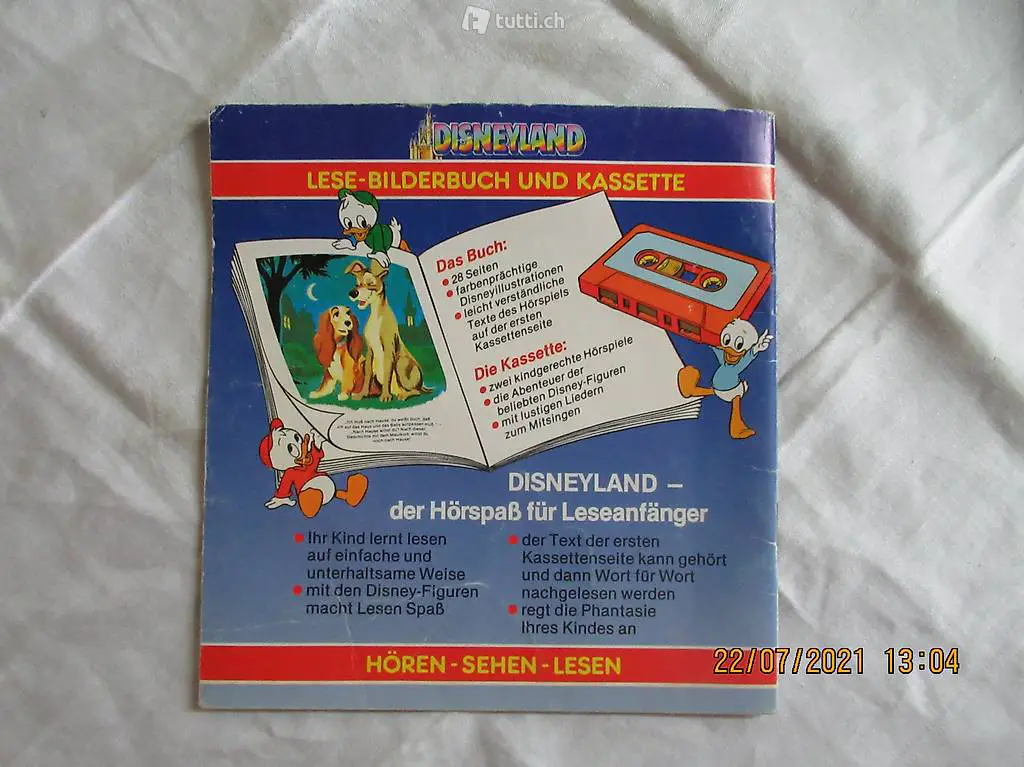 tutti.ch
DISNEYLAND
LESE-BILDERBUCH UND KASSETTE
Das Buch:
• 28 Seiten
• farbenprächtige
Disneyillustrationen
• leicht verständliche
Texte des Hörspiels
auf der ersten
Kassettenseite
Die Kassette:
• zwei kindgerechte Hörspiele
• die Abenteuer der
beliebten Disney-Figuren
• mit lustigen Liedern
zum Mitsingen
DISNEYLAND –
der Hörspaß für Leseanfänger
• Ihr Kind lernt lesen
auf einfache und
unterhaltsame Weise
• mit den Disney-Figuren
macht Lesen Spaß
• der Text der ersten
Kassettenseite kann gehört
und dann Wort für Wort
nachgelesen werden
• regt die Phantasie
Ihres Kindes an
HÖREN - SEHEN - LESEN
22/07/2021 13:04